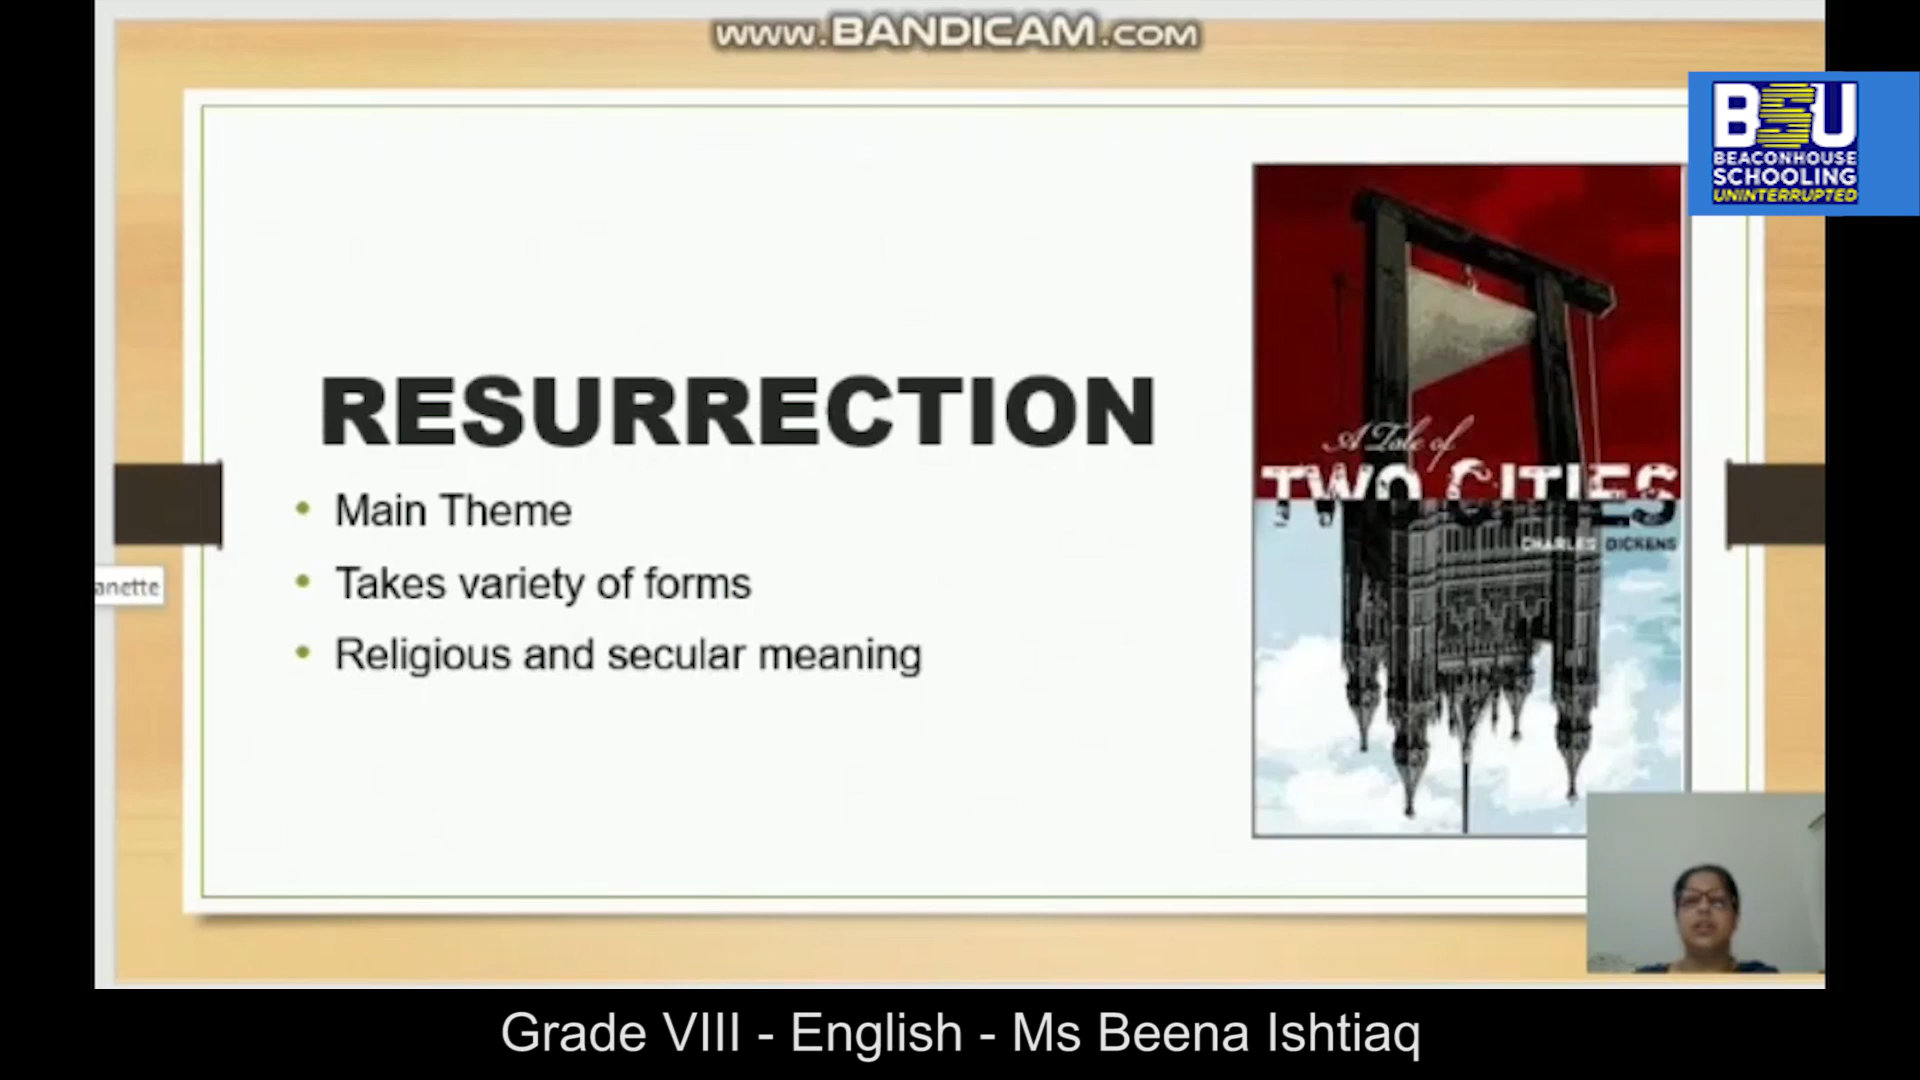 www.BANDICAM.com
BSU
BEACONHOUSE
SCHOOLING
UNINTERRUPTED
RESURRECTION
• Main Theme
• Takes variety of forms
• Religious and secular meaning
anette
A Tale of
TWO CITIES
CHARLES DICKENS
Grade VIII - English - Ms Beena Ishtiaq